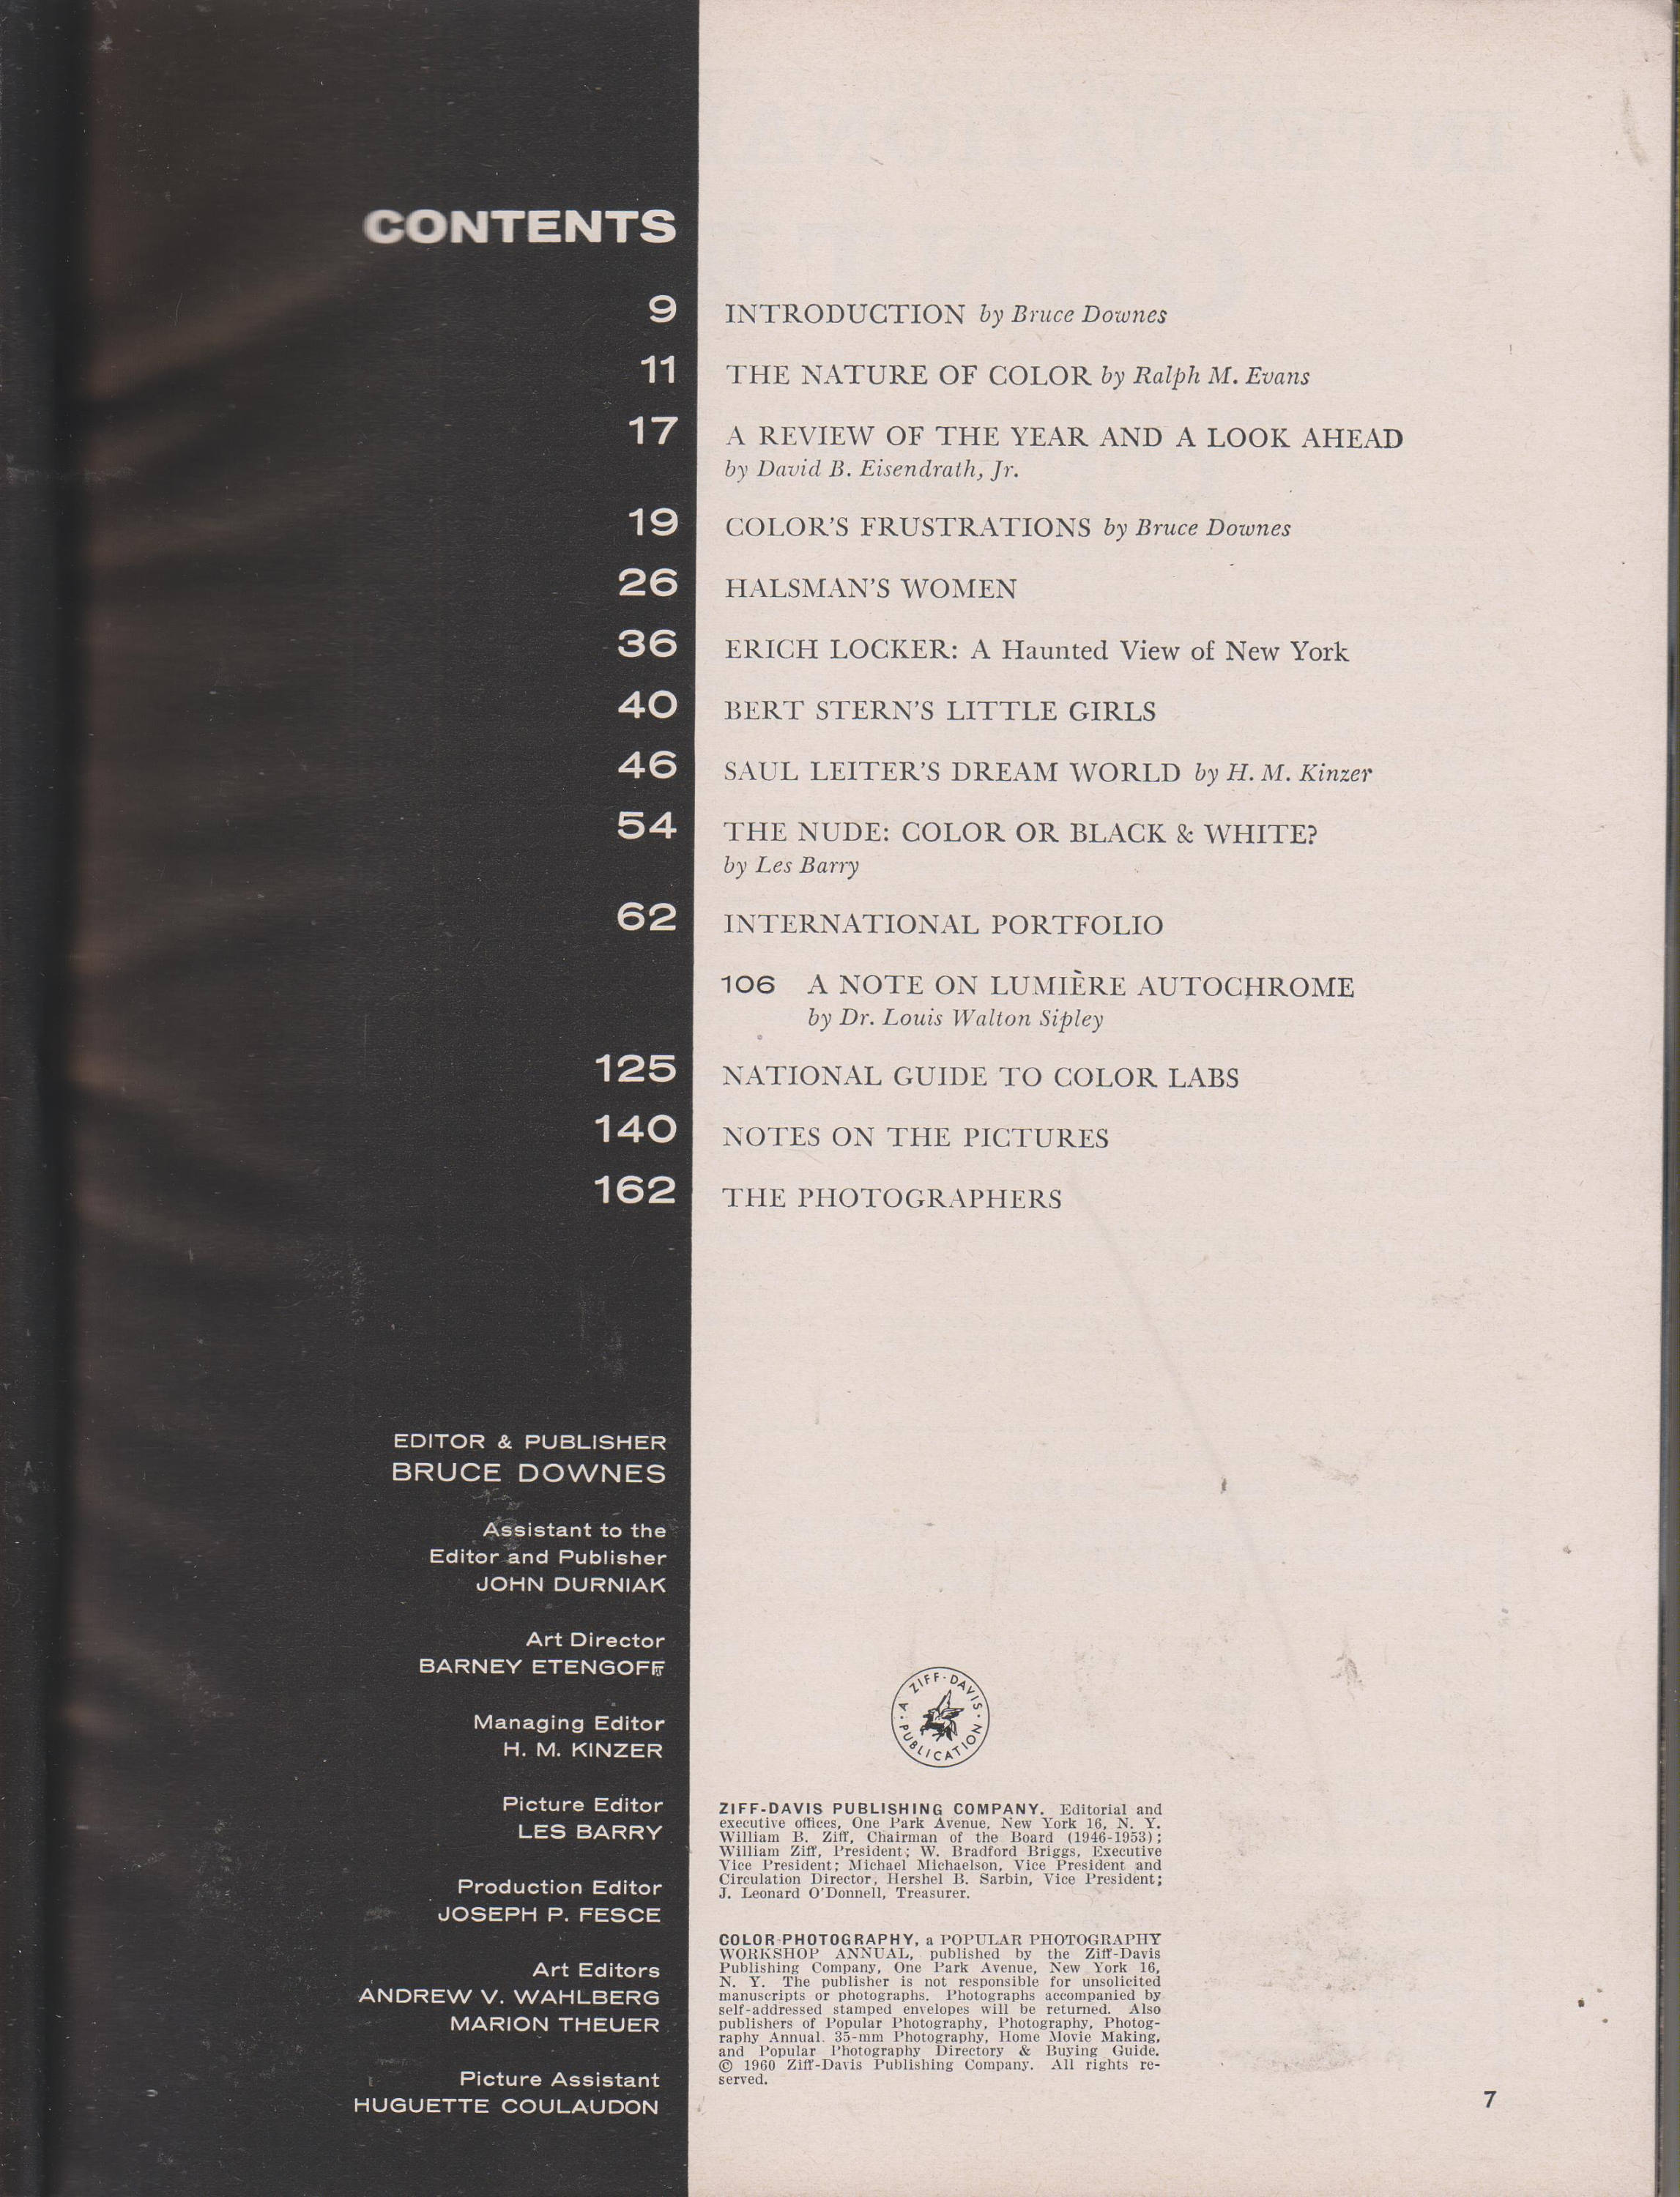 CONTENTS
9 INTRODUCTION by Bruce Downes
11 THE NATURE OF COLOR by Ralph M. Evans
17 A REVIEW OF THE YEAR AND A LOOK AHEAD
by David B. Eisendrath, Jr.
19 COLOR'S FRUSTRATIONS by Bruce Downes
26 HALSMAN'S WOMEN
36 ERICH LOCKER: A Haunted View of New York
40 BERT STERN'S LITTLE GIRLS
46 SAUL LEITER'S DREAM WORLD by H. M. Kinzer
54 THE NUDE: COLOR OR BLACK & WHITE?
by Les Barry
62 INTERNATIONAL PORTFOLIO
106 A NOTE ON LUMIÈRE AUTOCHROME
by Dr. Louis Walton Sipley
125 NATIONAL GUIDE TO COLOR LABS
140 NOTES ON THE PICTURES
162 THE PHOTOGRAPHERS
EDITOR & PUBLISHER
BRUCE DOWNES
Assistant to the
Editor and Publisher
JOHN DURNIAK
Art Director
BARNEY ETENGOFF
Managing Editor
H. M. KINZER
Picture Editor
LES BARRY
Production Editor
JOSEPH P. FESCE
Art Editors
ANDREW V. WAHLBERG
MARION THEUER
Picture Assistant
HUGUETTE COULAUDON
A ZIFF-DAVIS PUBLICATION
ZIFF-DAVIS PUBLISHING COMPANY. Editorial and
executive offices, One Park Avenue, New York 16, N. Y.
William B. Ziff, Chairman of the Board (1946-1953);
William Ziff, President; W. Bradford Briggs, Executive
Vice President; Michael Michaelson, Vice President and
Circulation Director, Hershel B. Sarbin, Vice President;
J. Leonard O'Donnell, Treasurer.
COLOR PHOTOGRAPHY, a POPULAR PHOTOGRAPHY
WORKSHOP ANNUAL, published by the Ziff-Davis
Publishing Company, One Park Avenue, New York 16,
N. Y. The publisher is not responsible for unsolicited
manuscripts or photographs. Photographs accompanied by
self-addressed stamped envelopes will be returned. Also
publishers of Popular Photography, Photography, Photog-
raphy Annual, 35-mm Photography, Home Movie Making,
and Popular Photography Directory & Buying Guide.
© 1960 Ziff-Davis Publishing Company. All rights re-
served.
7